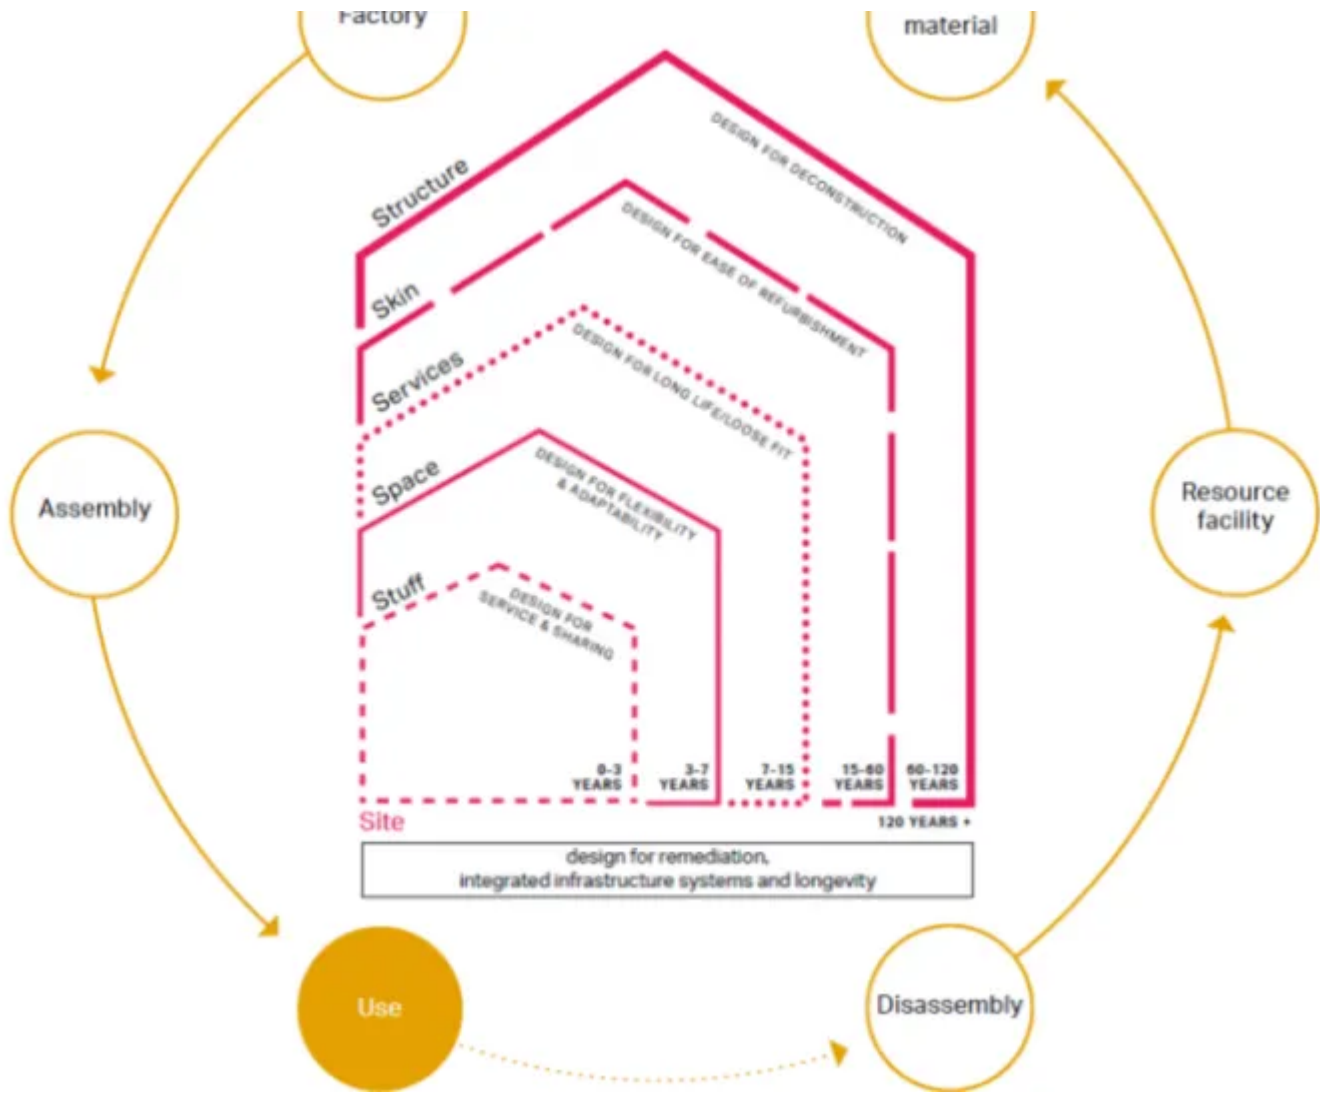 Factory
material
Structure
DESIGN FOR DECONSTRUCTION
Skin
DESIGN FOR EASE OF REFURBISHMENT
Services
DESIGN FOR LONG LIFE/LOOSE FIT
Space
DESIGN FOR FLEXIBILITY
& ADAPTABILITY
Stuff
DESIGN FOR
SERVICE & SHARING
Assembly
Resource
facility
0-3
YEARS
3-7
YEARS
7-15
YEARS
15-60
YEARS
60-120
YEARS
Site
120 YEARS +
design for remediation,
integrated infrastructure systems and longevity
Use
Disassembly